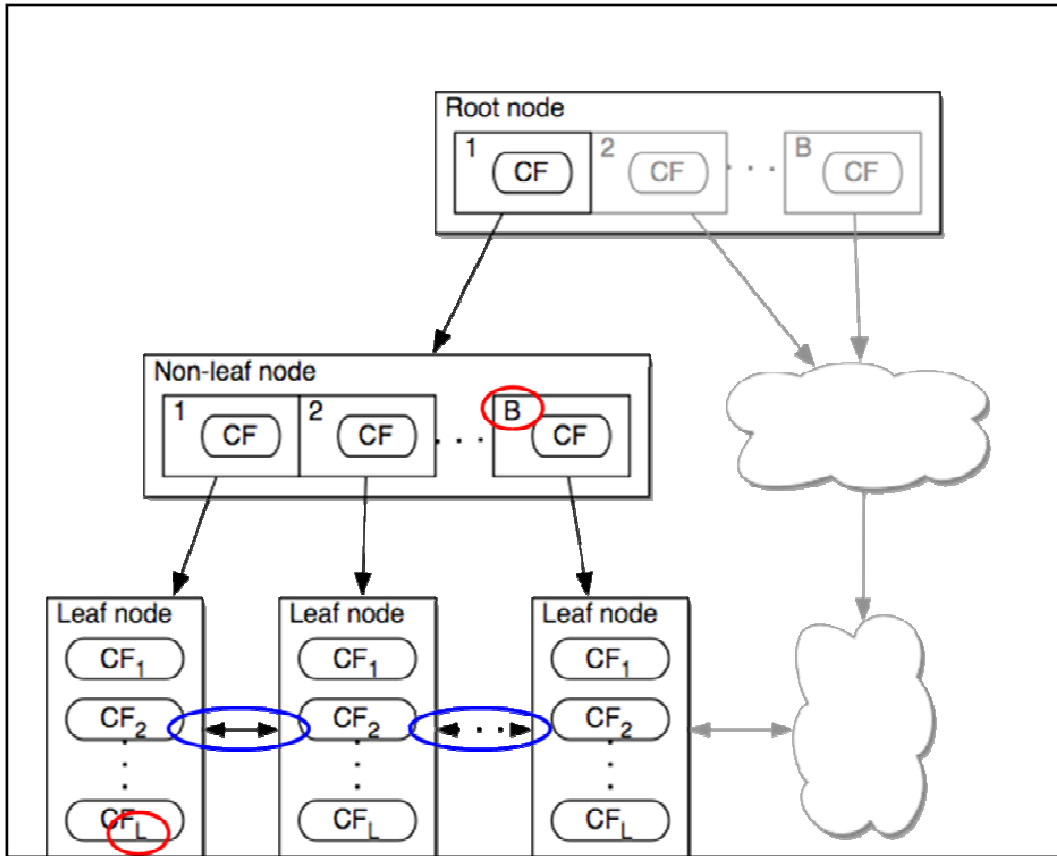 Root node
1 CF 2 CF . . . B CF
Non-leaf node
1 CF 2 CF . . . B CF
Leaf node Leaf node Leaf node
CF1 CF1 CF1
CF2 CF2 CF2
CFL CFL CFL